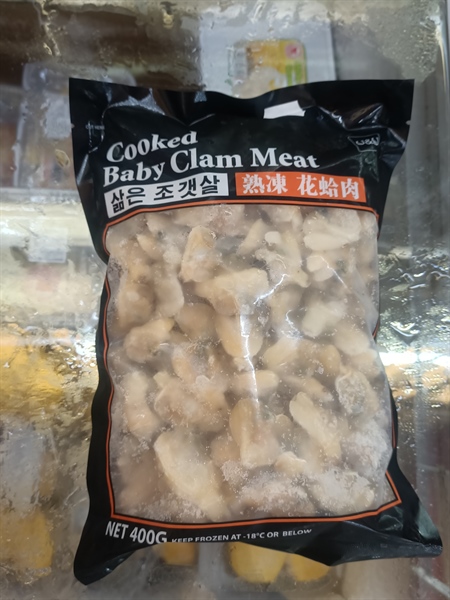 Cooked
Baby Clam Meat
삶은 조갯살 熟凍 花蛤肉
NET 400G KEEP FROZEN AT -18°C OR BELOW